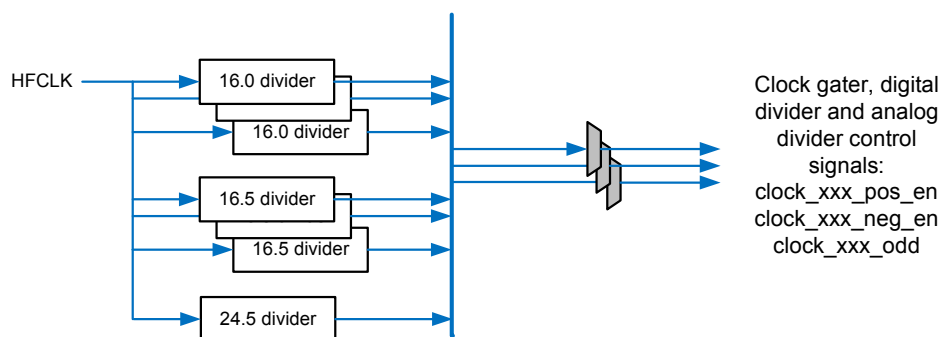 HFCLK
16.0 divider
16.0 divider
16.5 divider
16.5 divider
24.5 divider
Clock gater, digital
divider and analog
divider control
signals:
clock_xxx_pos_en
clock_xxx_neg_en
clock_xxx_odd